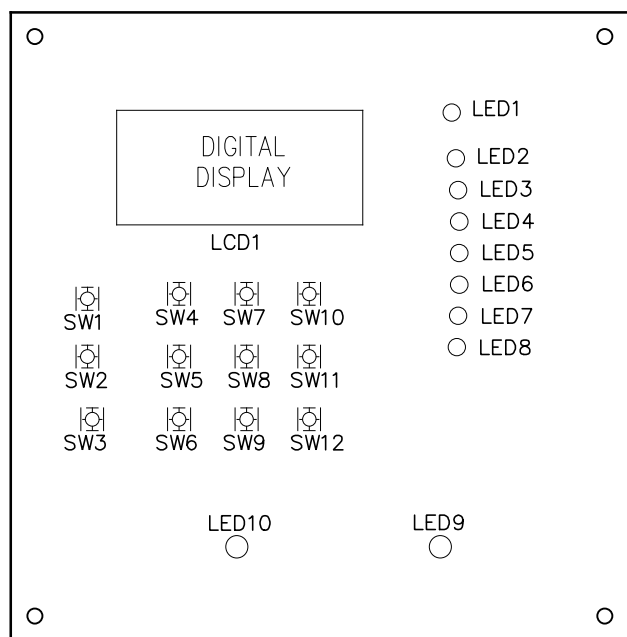 DIGITAL
DISPLAY
LCD1
LED1
LED2
LED3
LED4
LED5
LED6
LED7
LED8
SW1
SW4
SW7
SW10
SW2
SW5
SW8
SW11
SW3
SW6
SW9
SW12
LED10
LED9